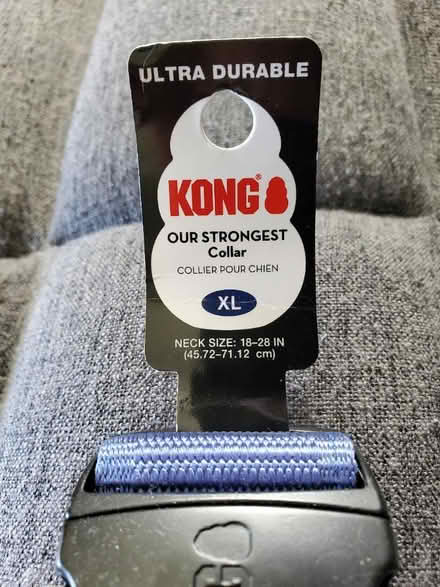 ULTRA DURABLE
KONG®
OUR STRONGEST
Collar
COLLIER POUR CHIEN
XL
NECK SIZE: 18–28 IN
(45.72–71.12 cm)